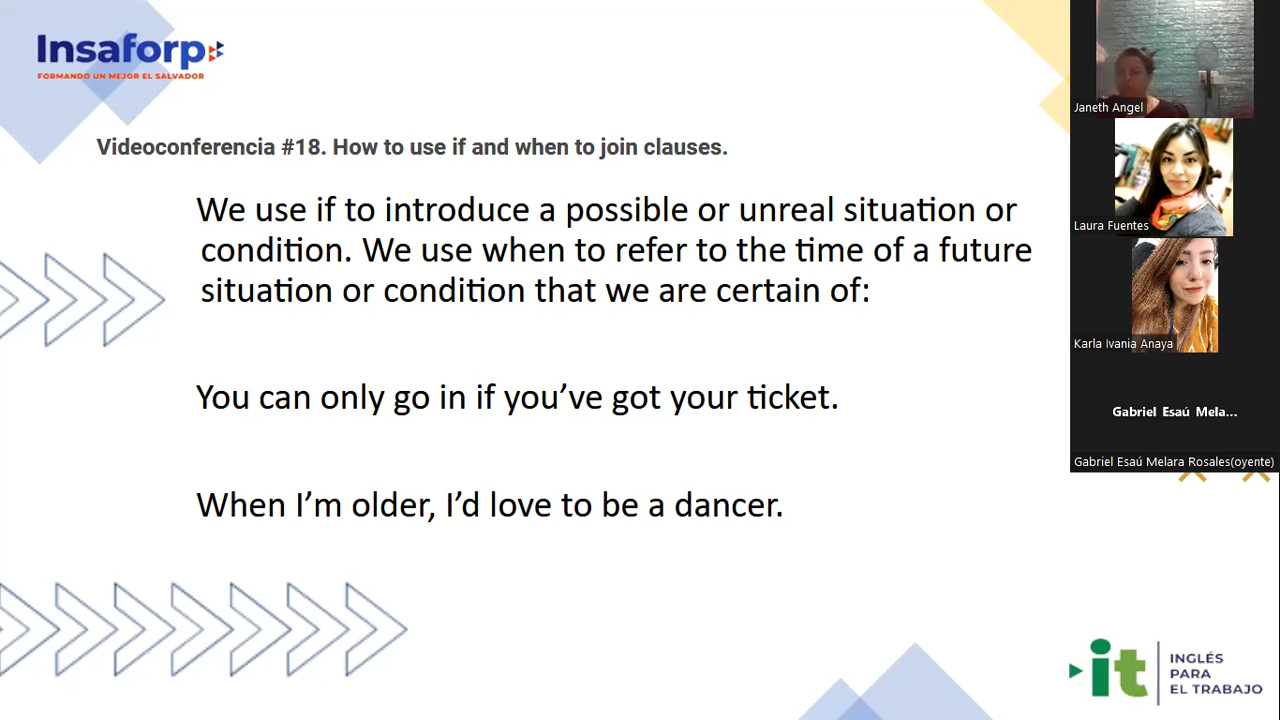 Insaforp
FORMANDO UN MEJOR EL SALVADOR
Videoconferencia #18. How to use if and when to join clauses.
We use if to introduce a possible or unreal situation or
condition. We use when to refer to the time of a future
situation or condition that we are certain of:
You can only go in if you’ve got your ticket.
When I’m older, I’d love to be a dancer.
Janeth Angel
Laura Fuentes
Karla Ivania Anaya
Gabriel Esaú Mela...
Gabriel Esaú Melara Rosales(oyente)
it
INGLÉS
PARA
EL TRABAJO